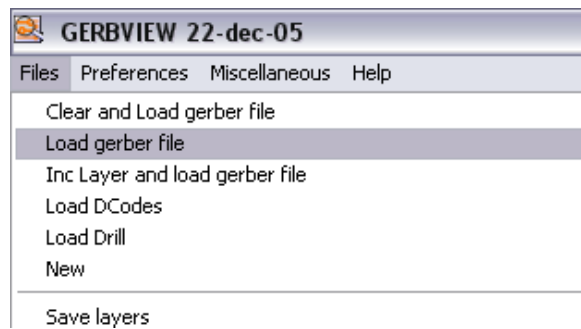 GERBVIEW 22-dec-05
Files Preferences Miscellaneous Help
Clear and Load gerber file
Load gerber file
Inc Layer and load gerber file
Load DCodes
Load Drill
New
Save layers